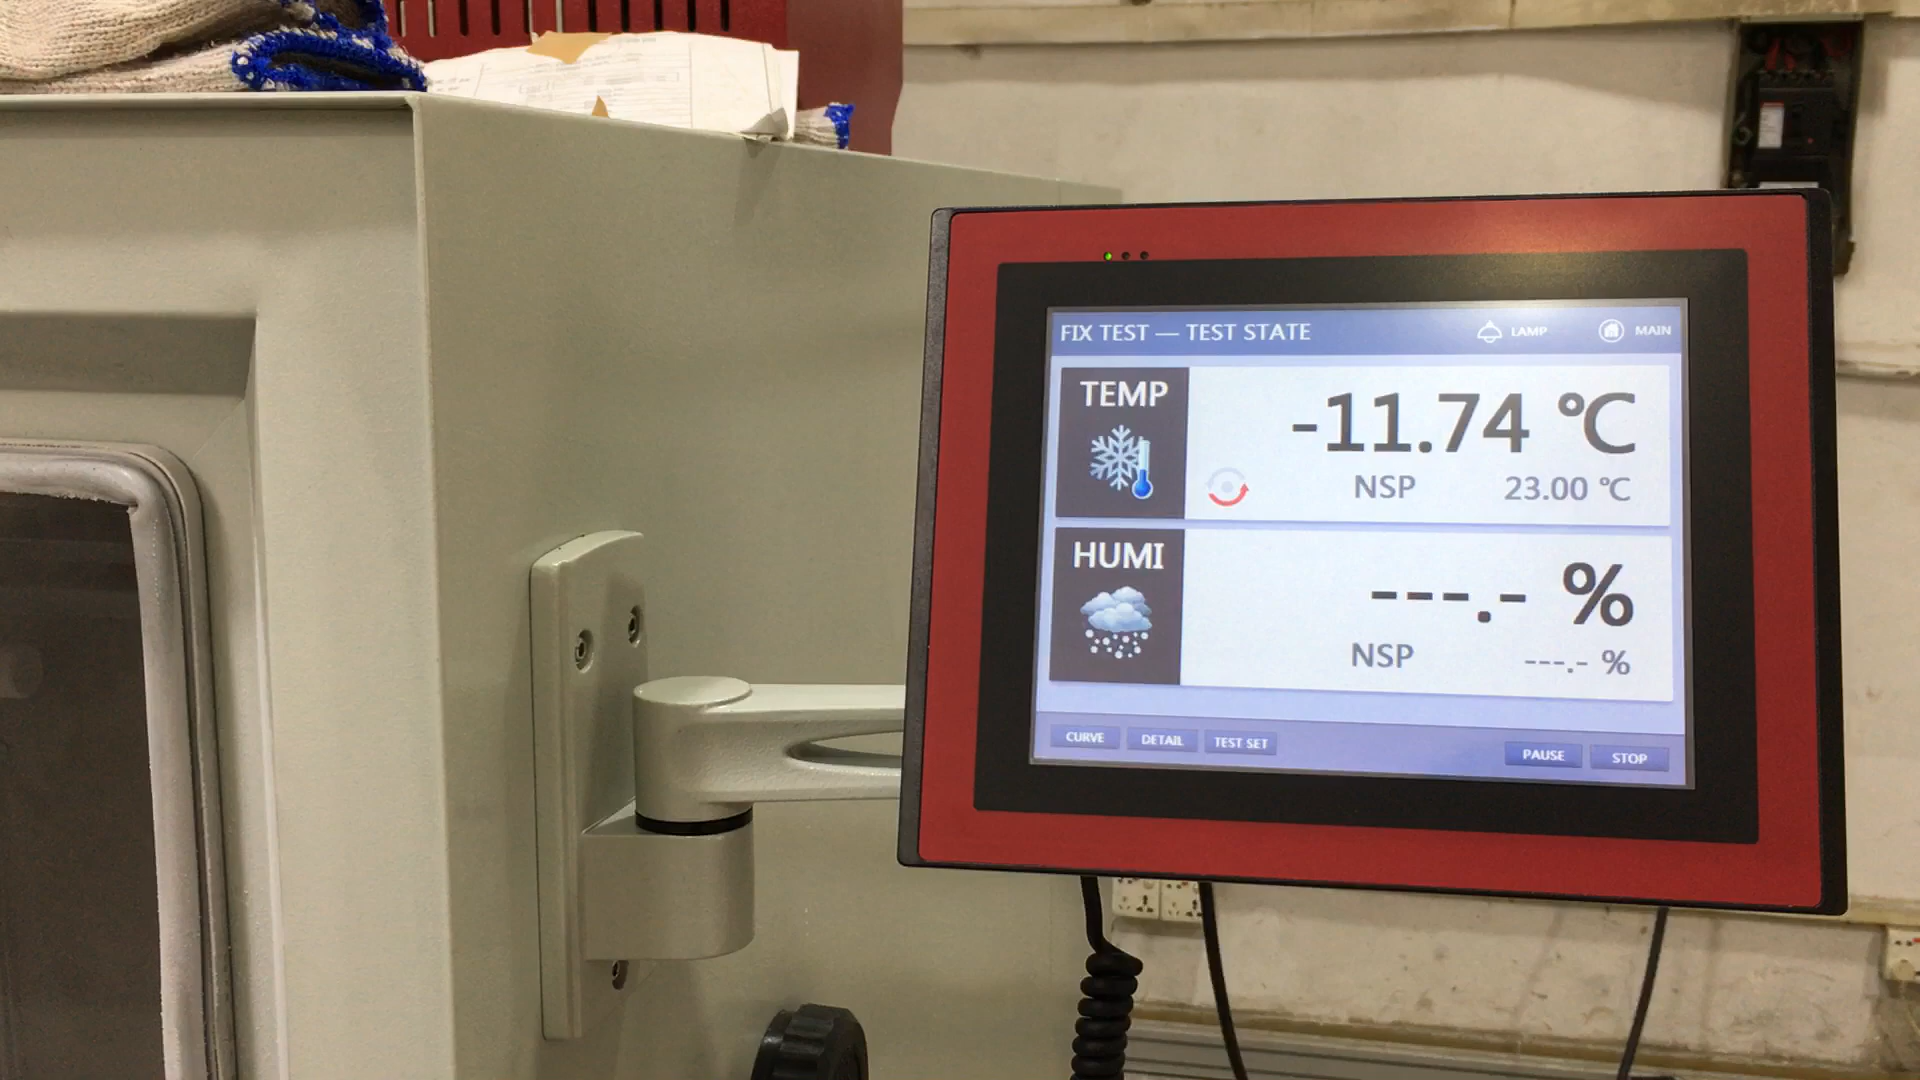 FIX TEST — TEST STATE
LAMP
MAIN
TEMP
-11.74 ℃
NSP 23.00 ℃
HUMI
---.- %
NSP ---.- %
CURVE DETAIL TEST SET PAUSE STOP